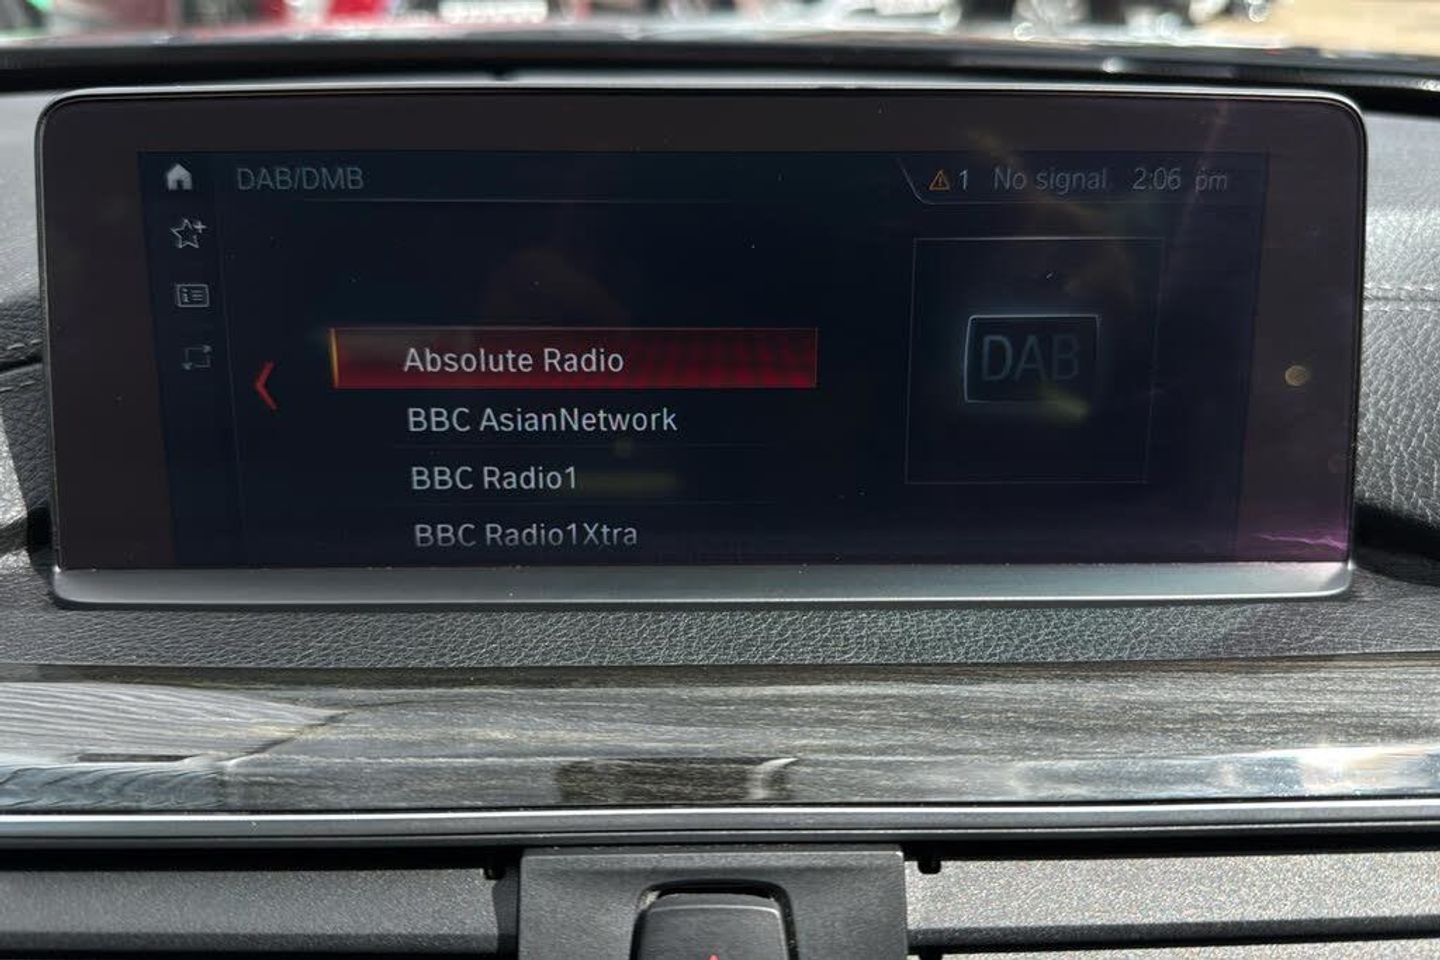 DAB/DMB
1 No signal 2:06 pm
Absolute Radio
DAB
BBC AsianNetwork
BBC Radio1
BBC Radio1Xtra